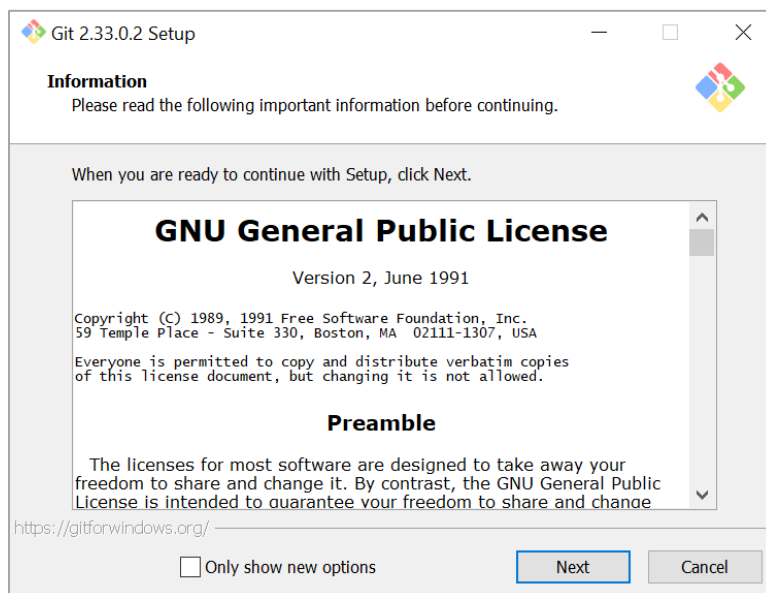 Git 2.33.0.2 Setup
Information
Please read the following important information before continuing.
When you are ready to continue with Setup, click Next.
GNU General Public License
Version 2, June 1991
Copyright (C) 1989, 1991 Free Software Foundation, Inc.
59 Temple Place - Suite 330, Boston, MA  02111-1307, USA
Everyone is permitted to copy and distribute verbatim copies
of this license document, but changing it is not allowed.
Preamble
The licenses for most software are designed to take away your
freedom to share and change it. By contrast, the GNU General Public
License is intended to guarantee your freedom to share and change
https://gitforwindows.org/
Only show new options
Next
Cancel